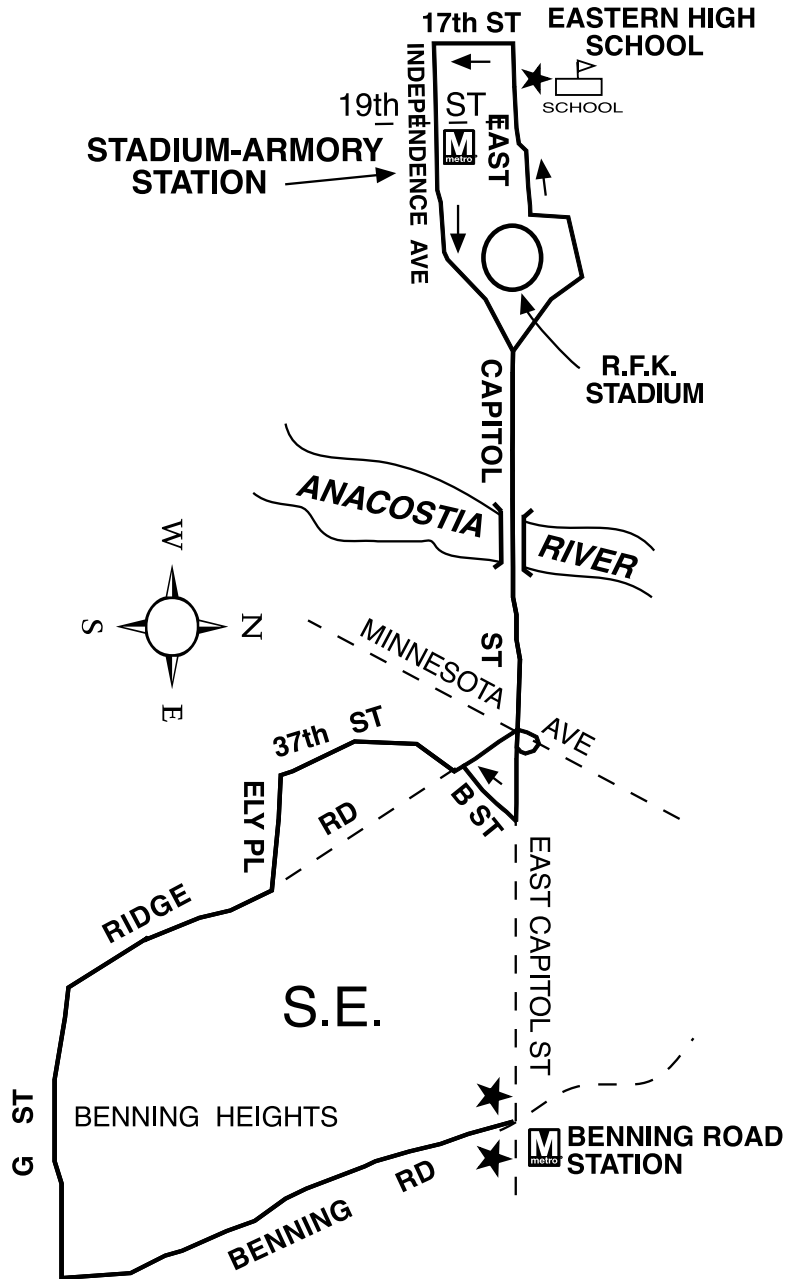 17th ST
EASTERN HIGH
SCHOOL
SCHOOL
INDEPENDENCE AVE
19th ST
M
metro
EAST
STADIUM-ARMORY
STATION
R.F.K.
STADIUM
CAPITOL
ANACOSTIA
RIVER
W
S
N
E
ST
MINNESOTA
AVE
37th ST
ELY PL
RD
B ST
RIDGE
EAST CAPITOL ST
S.E.
G ST
BENNING HEIGHTS
M
metro
BENNING ROAD
STATION
BENNING RD